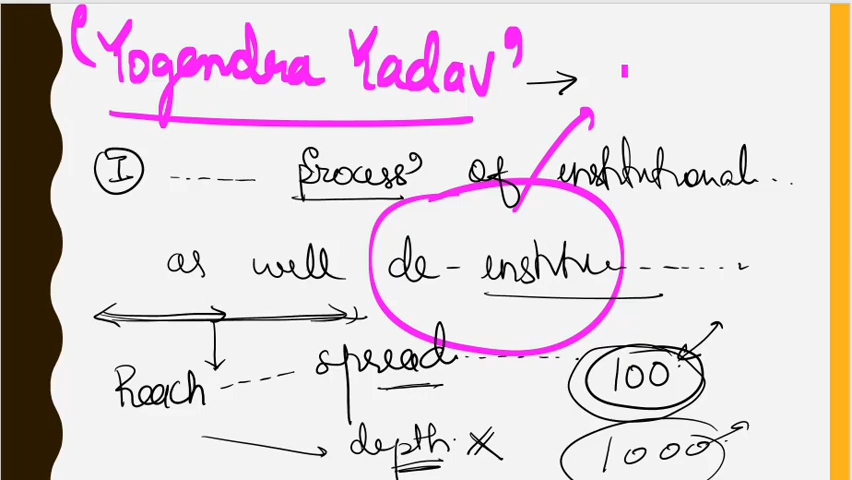 'Yogendra Yadav' →
I ...... process' of institutional..
as well de-institu-------
Reach --- spread ------ 100
depth. X 1000